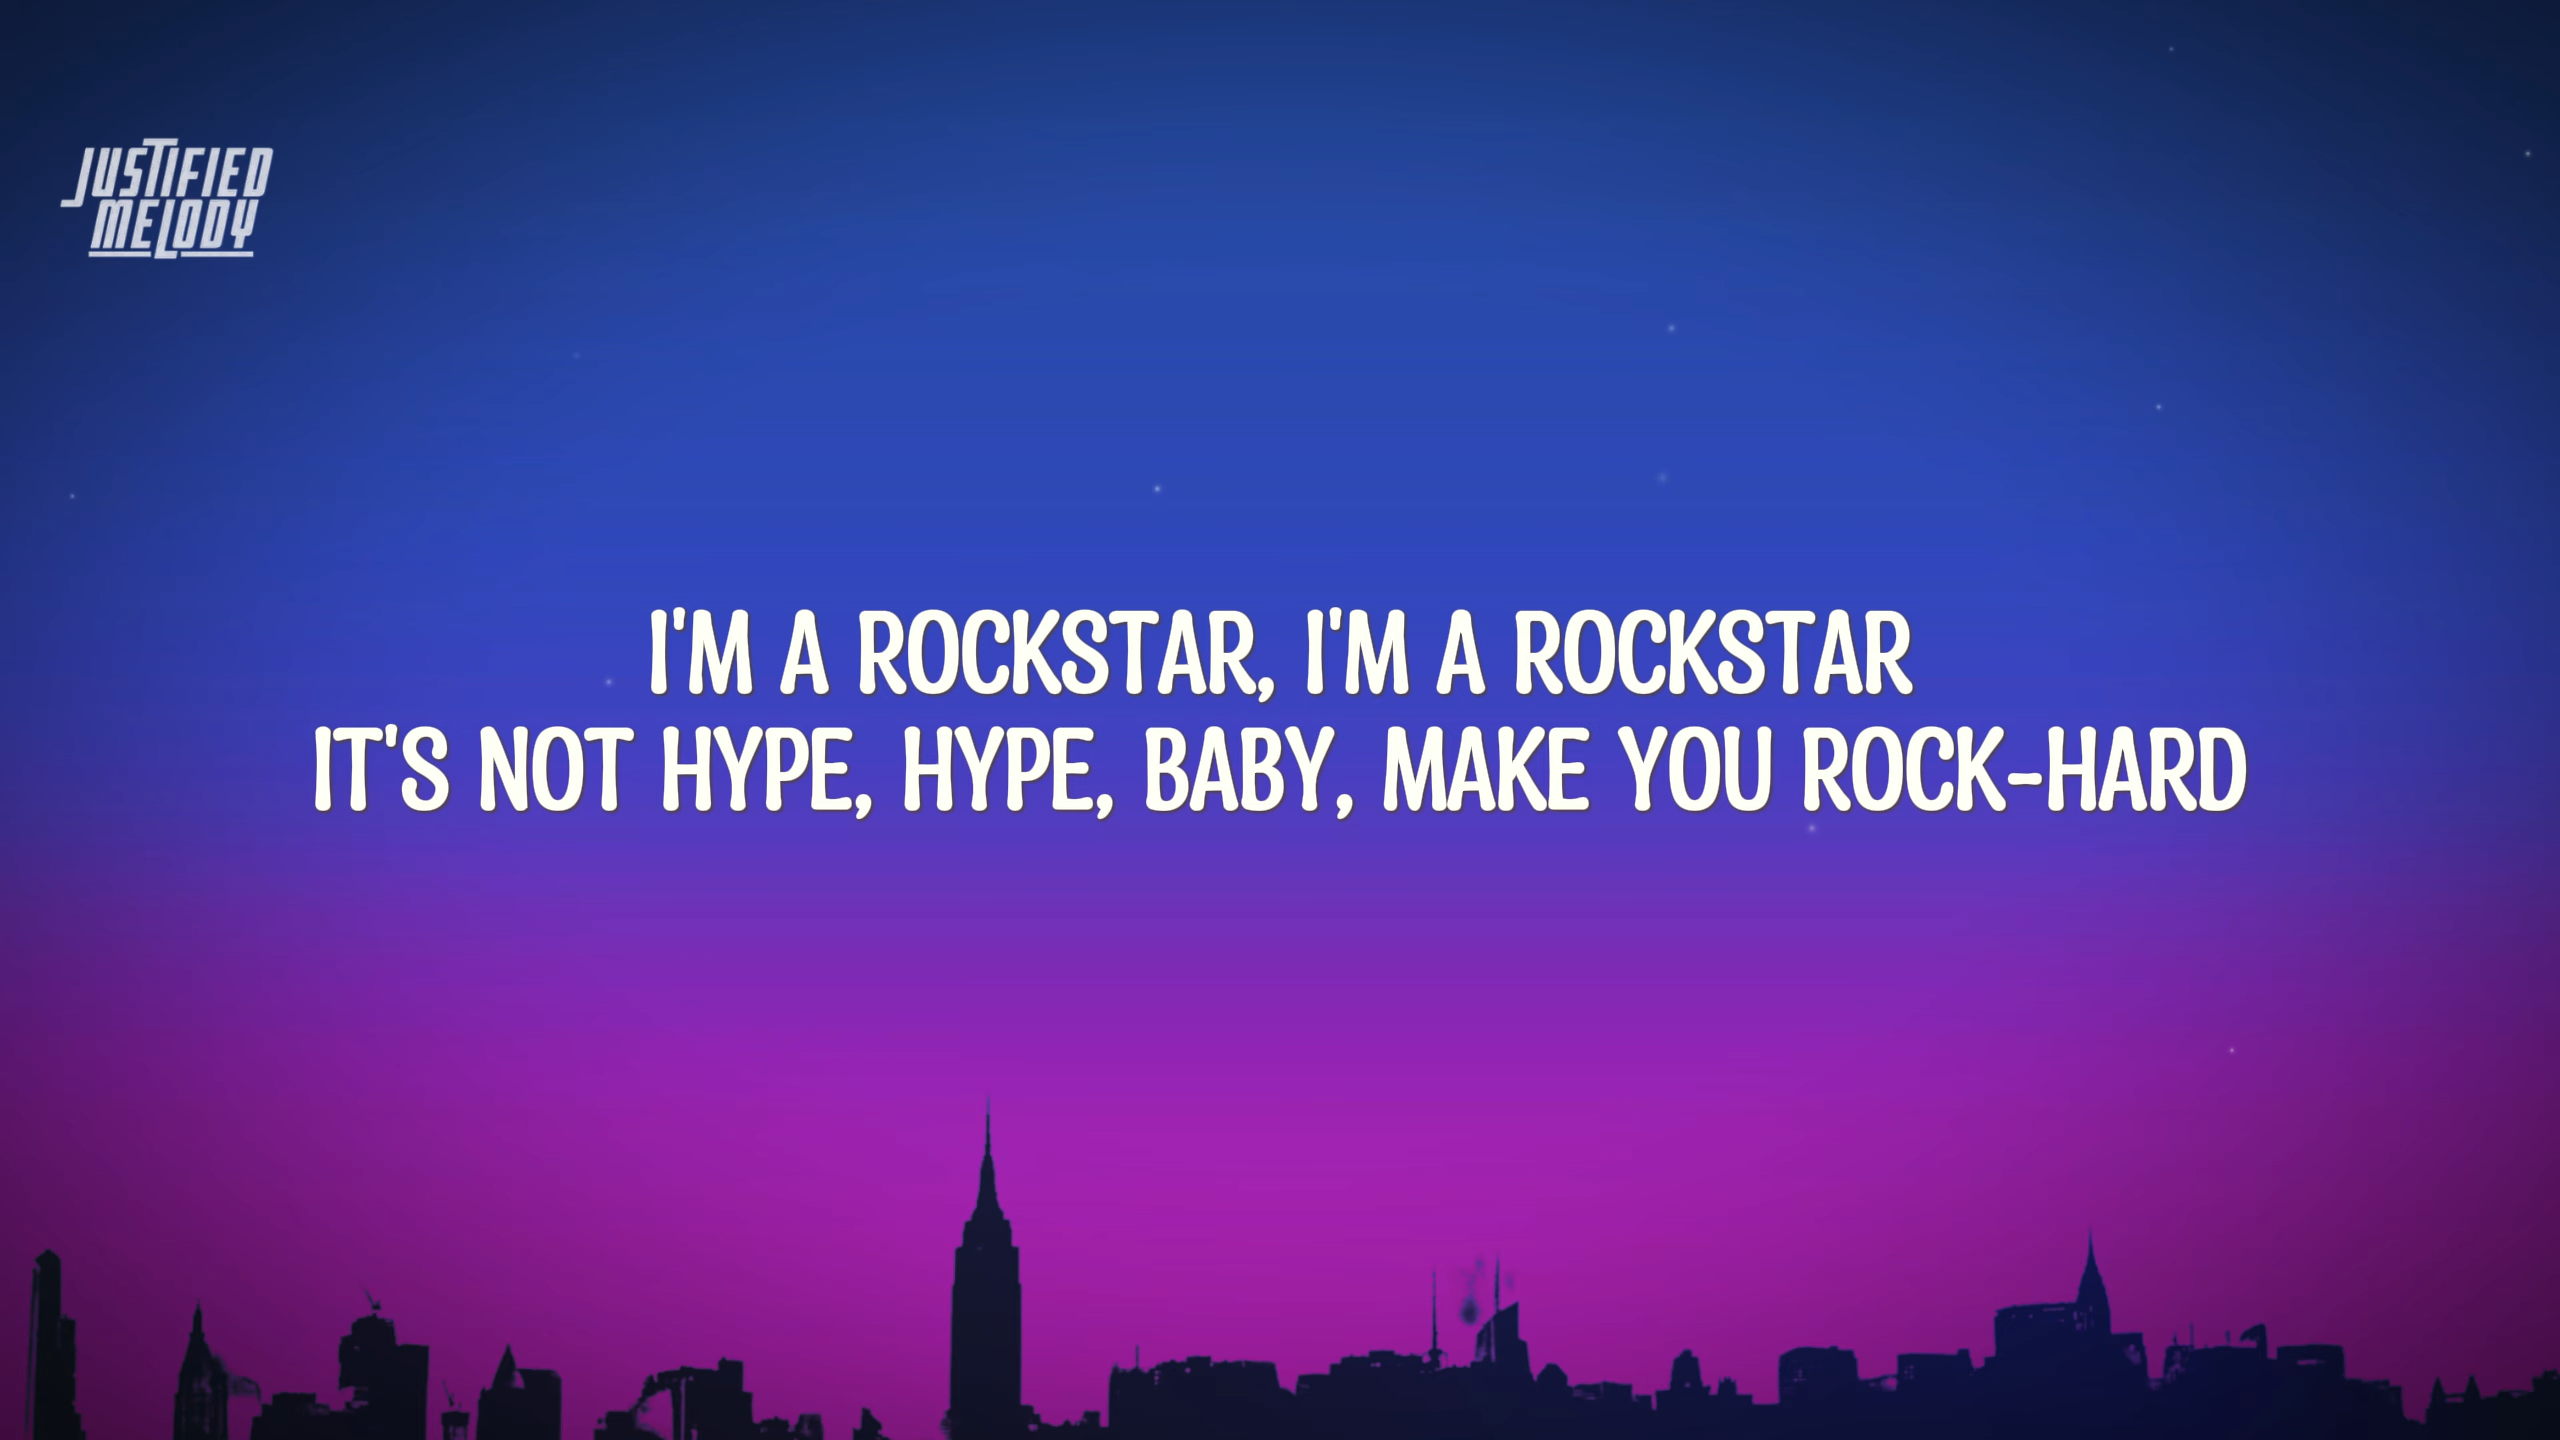 JUSTIFIED
MELODY
I'M A ROCKSTAR, I'M A ROCKSTAR
IT'S NOT HYPE, HYPE, BABY, MAKE YOU ROCK-HARD